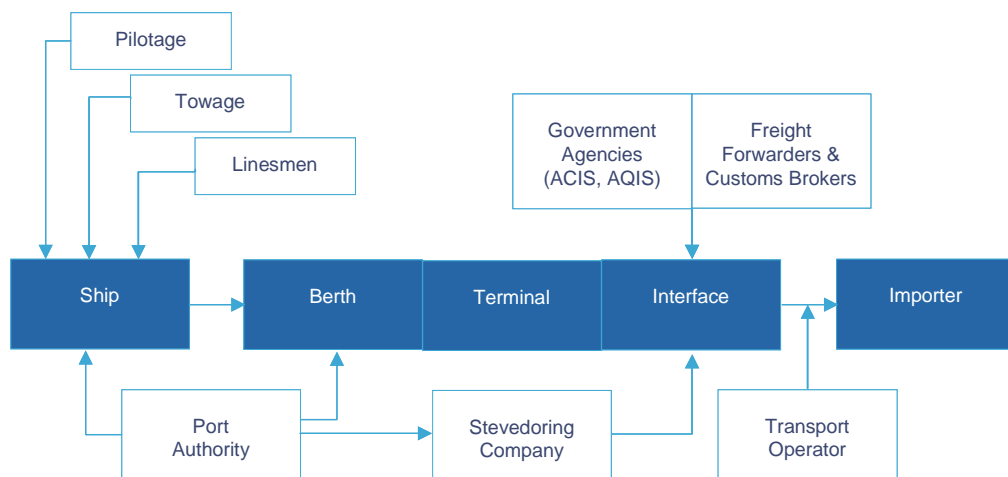 Pilotage
Towage
Linesmen
Government
Agencies
(ACIS, AQIS)
Freight
Forwarders &
Customs Brokers
Ship
Berth
Terminal
Interface
Importer
Port
Authority
Stevedoring
Company
Transport
Operator